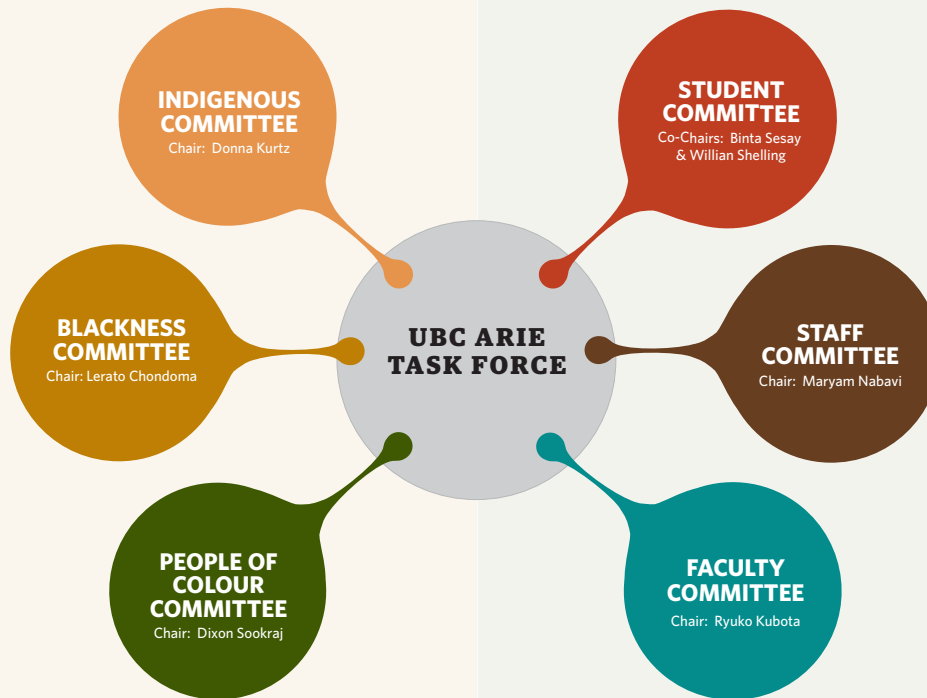 INDIGENOUS
COMMITTEE
Chair: Donna Kurtz
STUDENT
COMMITTEE
Co-Chairs: Binta Sesay
& Willian Shelling
BLACKNESS
COMMITTEE
Chair: Lerato Chondoma
UBC ARIE
TASK FORCE
STAFF
COMMITTEE
Chair: Maryam Nabavi
PEOPLE OF
COLOUR
COMMITTEE
Chair: Dixon Sookraj
FACULTY
COMMITTEE
Chair: Ryuko Kubota